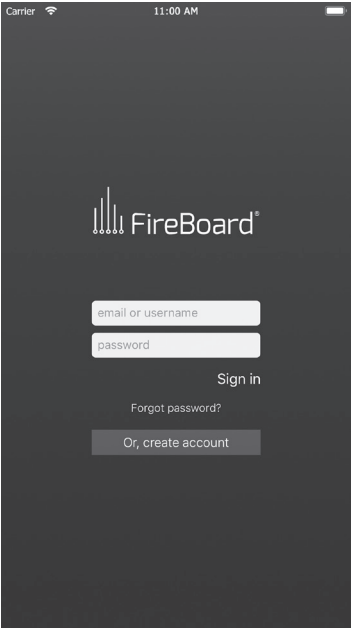 Carrier 11:00 AM
FireBoard®
email or username
password
Sign in
Forgot password?
Or, create account